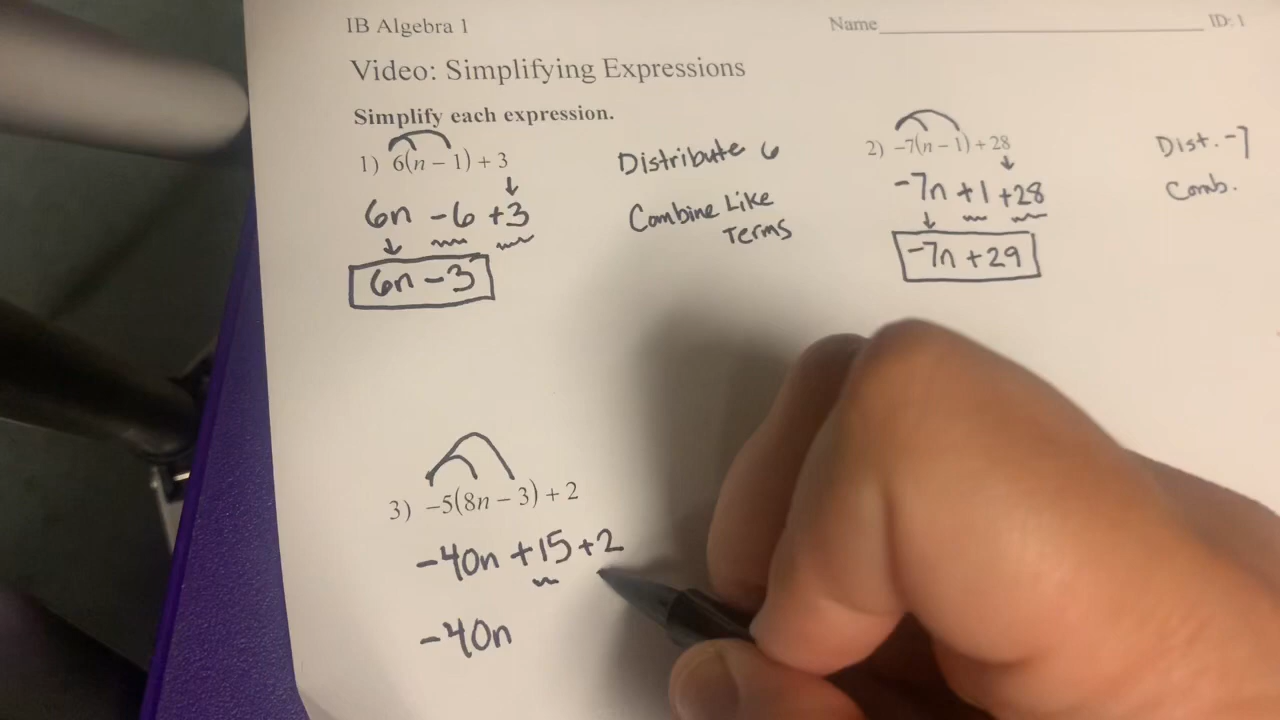 IB Algebra 1
Name ID: 1
Video: Simplifying Expressions
Simplify each expression.
1) 6(n − 1) + 3
6n -6 +3
6n - 3
Distribute 6
Combine Like
Terms
2) −7(n − 1) + 28
-7n +1 +28
-7n +29
Dist. -7
Comb.
3) −5(8n − 3) + 2
-40n +15 +2
-40n